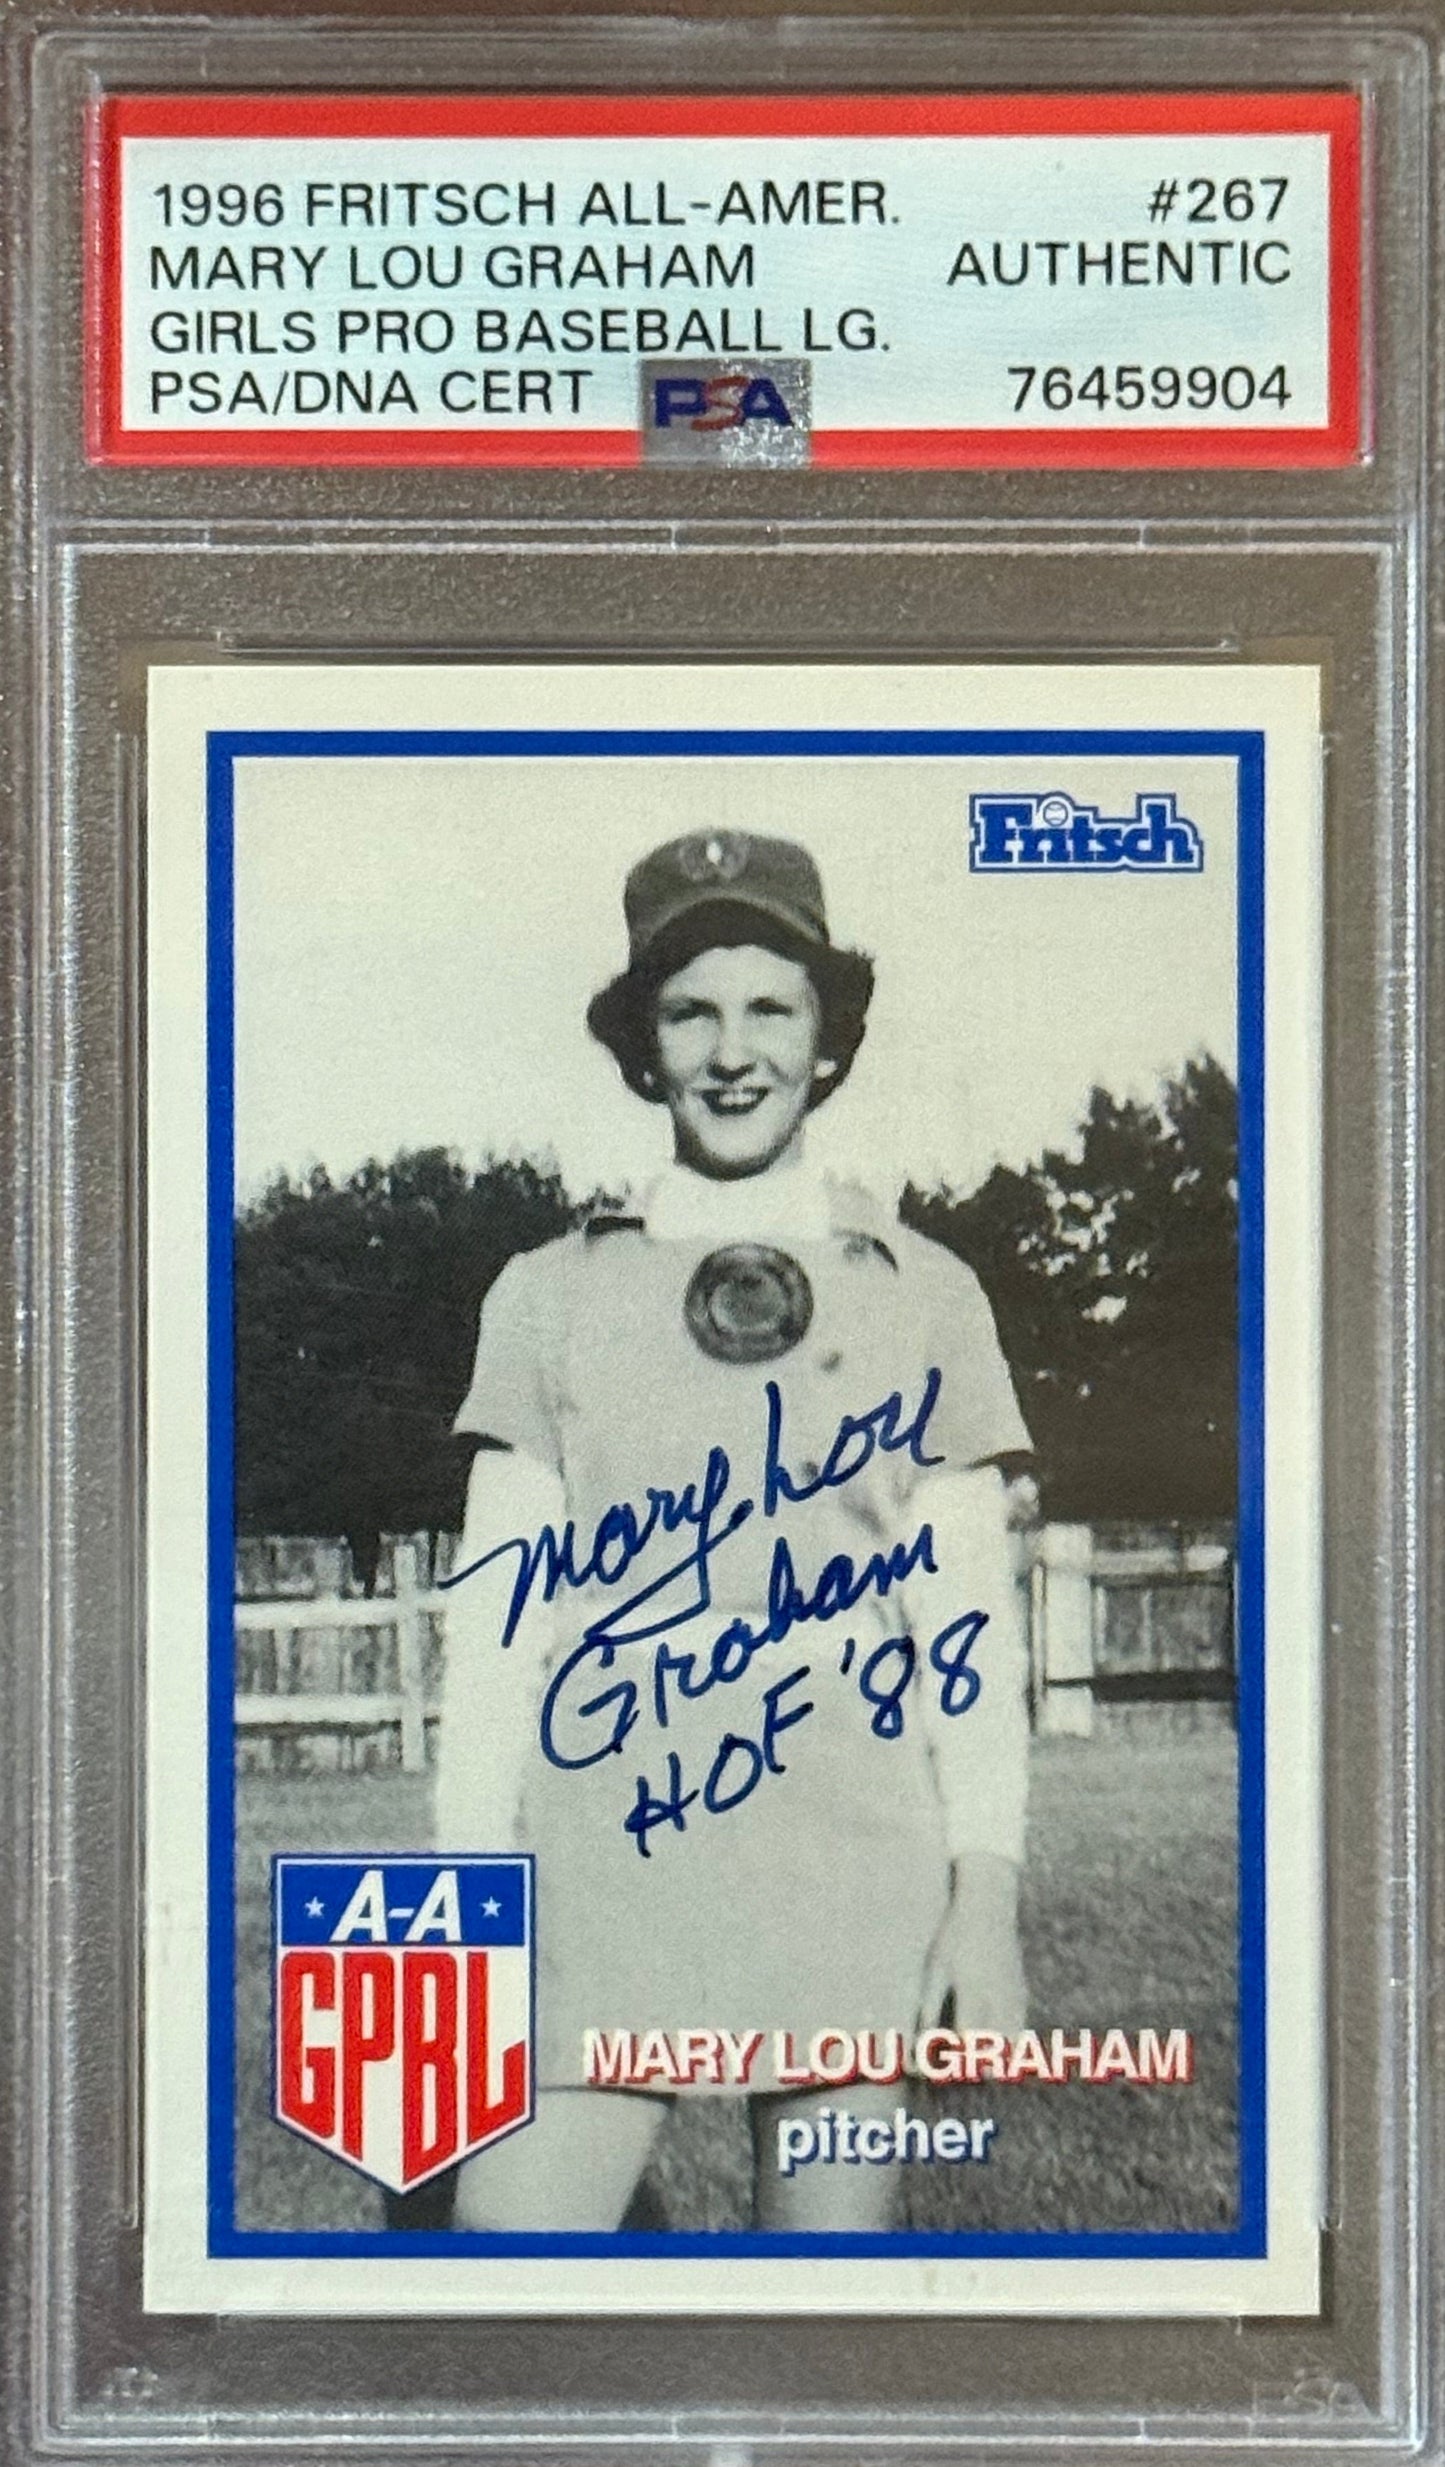 1996 FRITSCH ALL-AMER. #267
MARY LOU GRAHAM AUTHENTIC
GIRLS PRO BASEBALL LG.
PSA/DNA CERT PSA 76459904
Fritsch
Mary Lou
Graham
HOF '88
A-A
GPBL
MARY LOU GRAHAM
pitcher
PSA